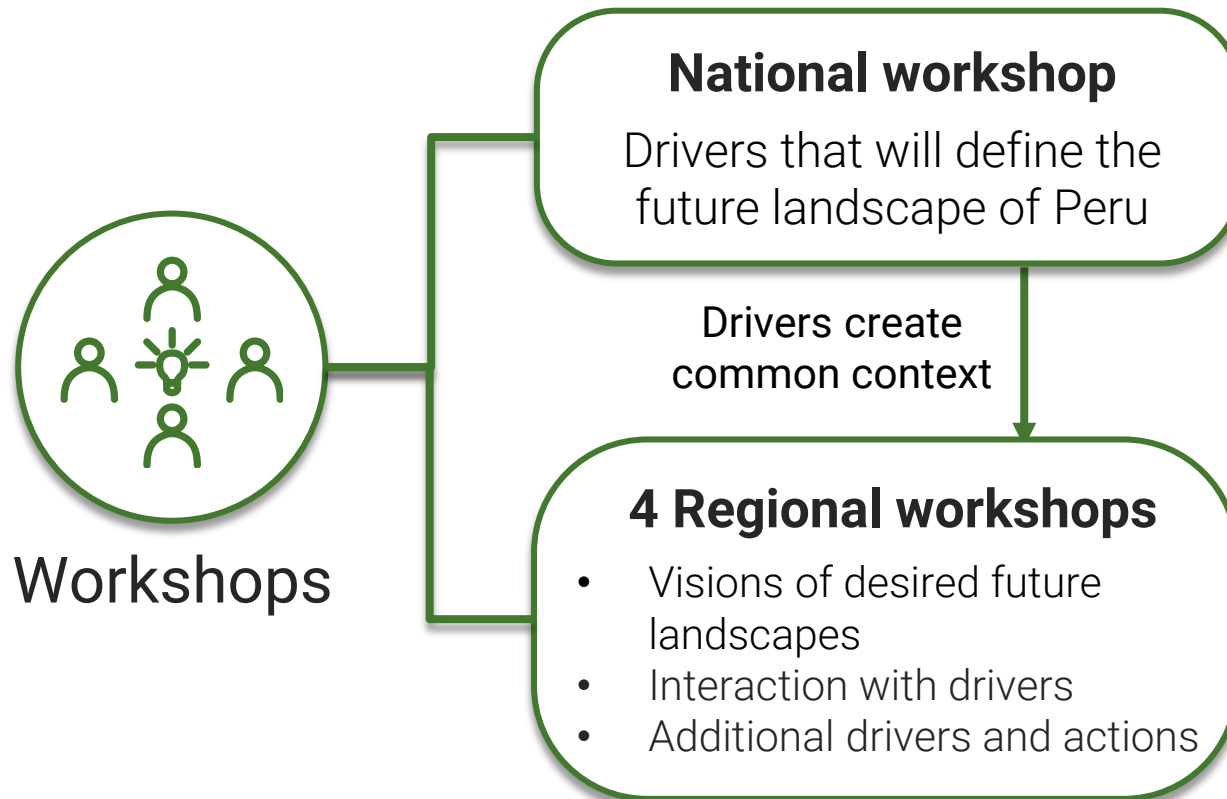 National workshop
Drivers that will define the
future landscape of Peru
Drivers create
common context
Workshops
4 Regional workshops
• Visions of desired future
landscapes
• Interaction with drivers
• Additional drivers and actions